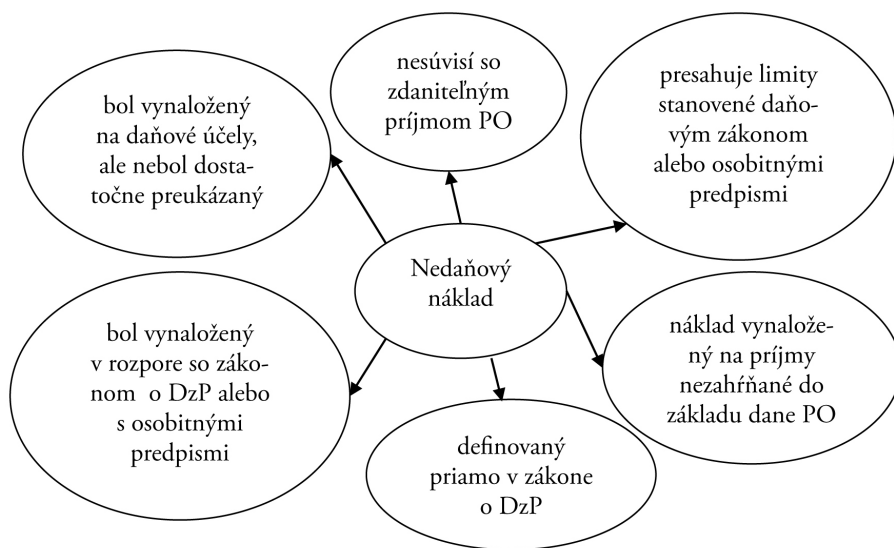 nesúvisí so
zdaniteľným
príjmom PO
bol vynaložený
na daňové účely,
ale nebol dosta-
točne preukázaný
presahuje limity
stanovené daňo-
vým zákonom
alebo osobitnými
predpismi
Nedaňový
náklad
bol vynaložený
v rozpore so záko-
nom o DzP alebo
s osobitnými
predpismi
náklad vynalože-
ný na príjmy
nezahŕňané do
základu dane PO
definovaný
priamo v zákone
o DzP